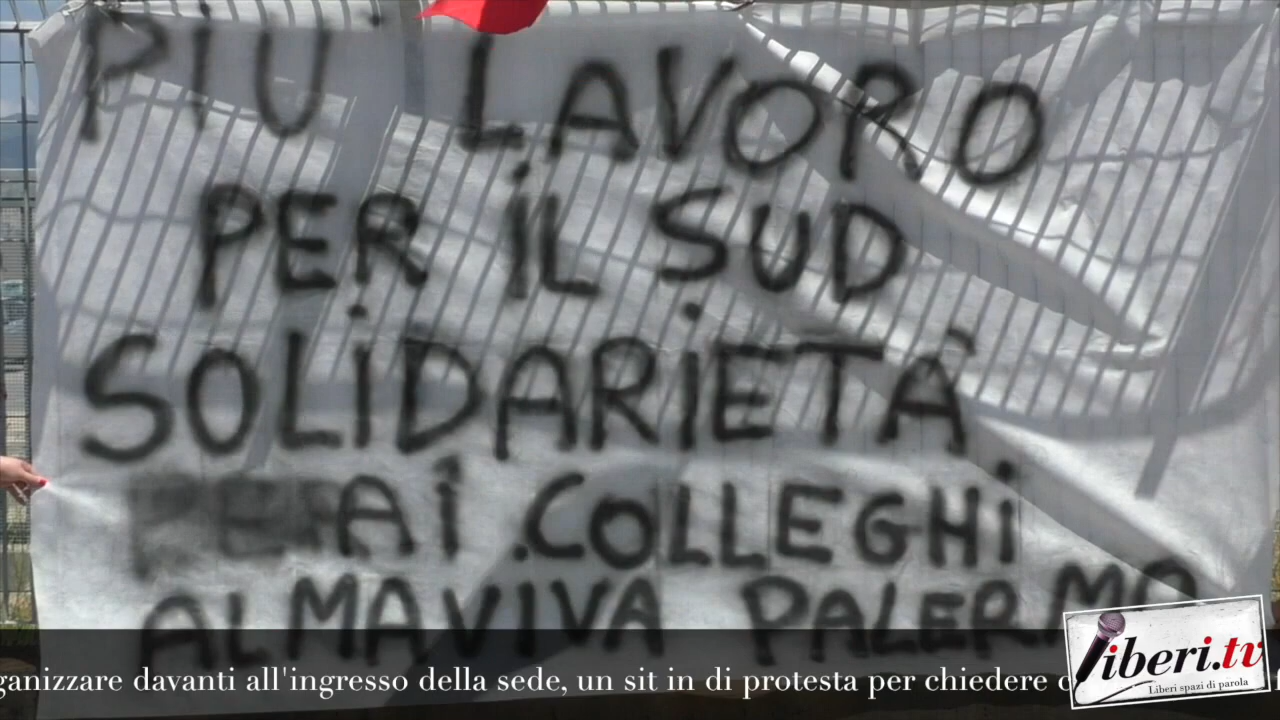 PIÙ LAVORO
PER IL SUD
SOLIDARIETÀ
AI COLLEGHI
ALMAVIVA PALERMO
ganizzare davanti all'ingresso della sede, un sit in di protesta per chiedere
liberi.tv
Liberi spazi di parola